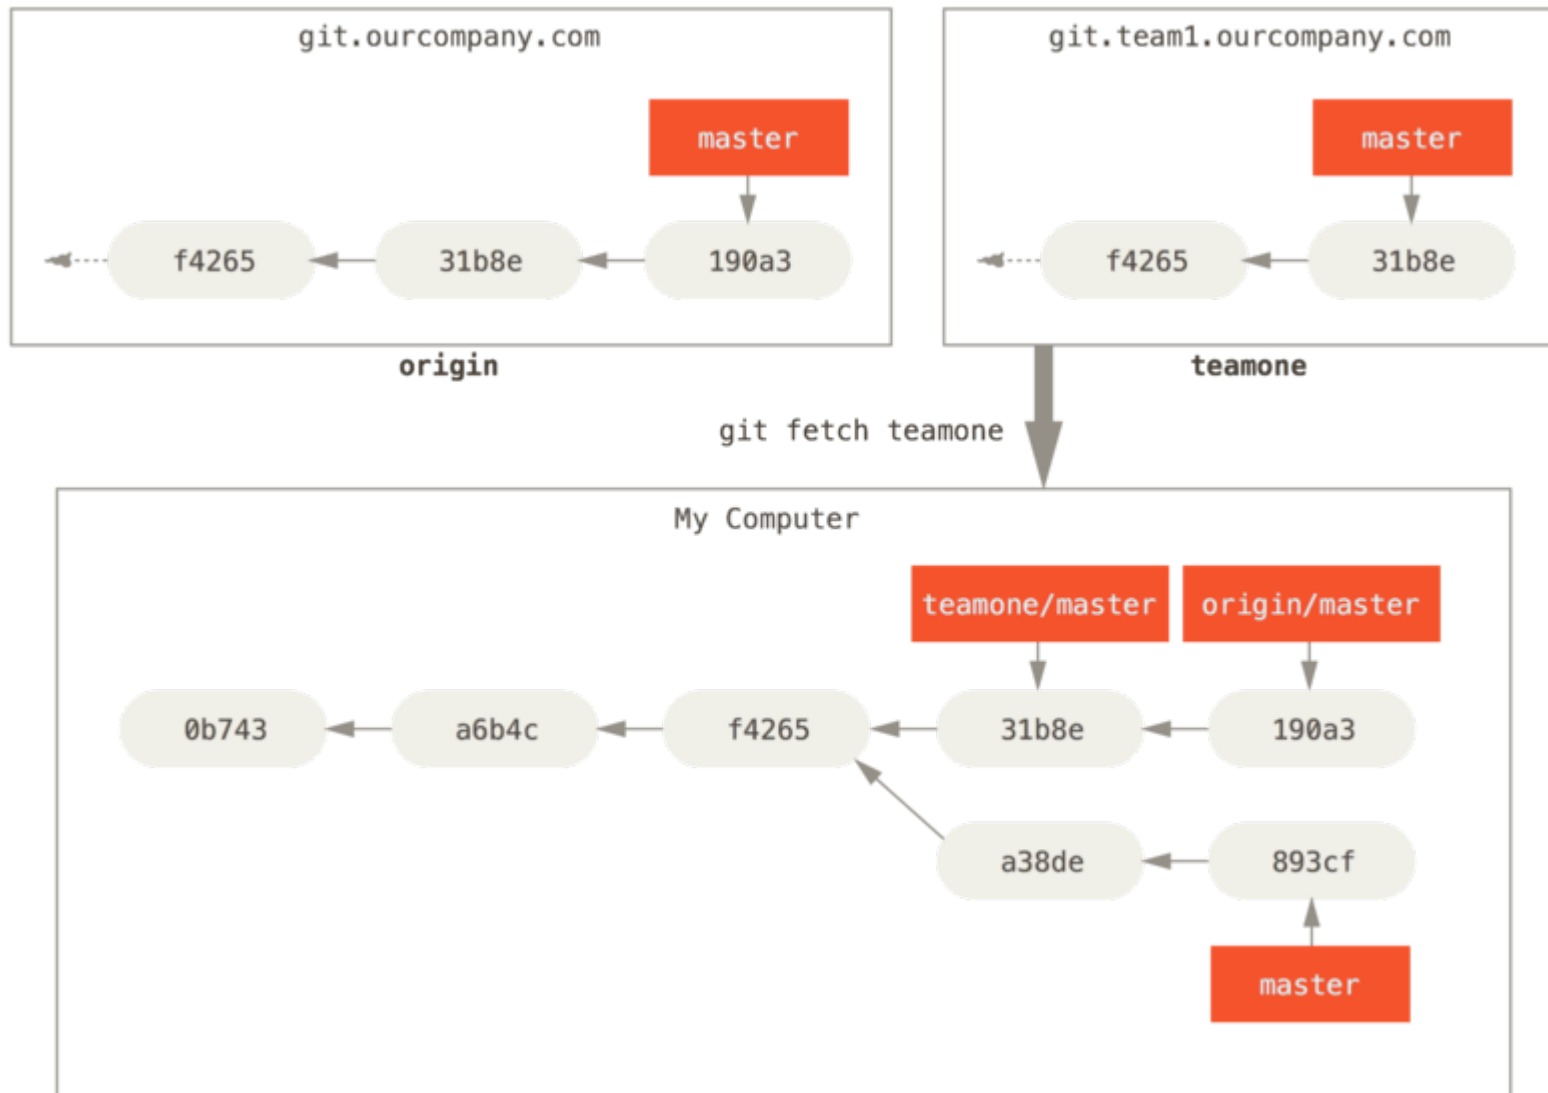 git.ourcompany.com
master
f4265 31b8e 190a3
origin
git.team1.ourcompany.com
master
f4265 31b8e
teamone
git fetch teamone
My Computer
teamone/master origin/master
0b743 a6b4c f4265 31b8e 190a3
a38de 893cf
master